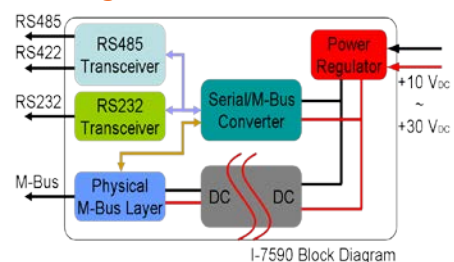 RS485
RS422
RS232
M-Bus
RS485
Transceiver
RS232
Transceiver
Physical
M-Bus Layer
Serial/M-Bus
Converter
DC
DC
Power
Regulator
+10 VDC
~
+30 VDC
I-7590 Block Diagram